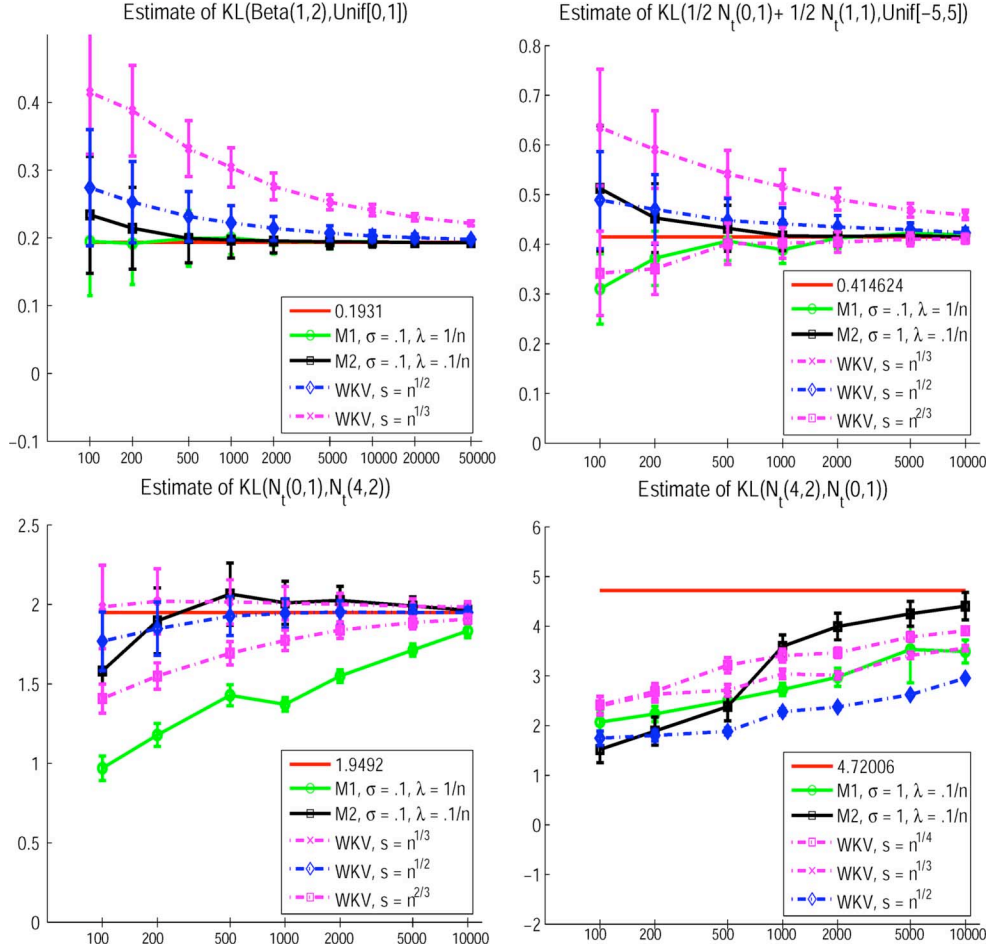 Estimate of KL(Beta(1,2),Unif[0,1])
0.4
0.3
0.2
0.1
0
−0.1
0.1931
M1, σ = .1, λ = 1/n
M2, σ = .1, λ = .1/n
WKV, s = n^1/2
WKV, s = n^1/3
100 200 500 1000 2000 5000 10000 20000 50000
Estimate of KL(1/2 N_t(0,1)+ 1/2 N_t(1,1),Unif[−5,5])
0.8
0.7
0.6
0.5
0.4
0.3
0.2
0.1
0
0.414624
M1, σ = .1, λ = 1/n
M2, σ = 1, λ = .1/n
WKV, s = n^1/3
WKV, s = n^1/2
WKV, s = n^2/3
100 200 500 1000 2000 5000 10000
Estimate of KL(N_t(0,1),N_t(4,2))
2.5
2
1.5
1
0.5
0
1.9492
M1, σ = .1, λ = 1/n
M2, σ = .1, λ = .1/n
WKV, s = n^1/3
WKV, s = n^1/2
WKV, s = n^2/3
100 200 500 1000 2000 5000 10000
Estimate of KL(N_t(4,2),N_t(0,1))
6
5
4
3
2
1
0
−1
−2
4.72006
M1, σ = 1, λ = .1/n
M2, σ = 1, λ = .1/n
WKV, s = n^1/4
WKV, s = n^1/3
WKV, s = n^1/2
100 200 500 1000 2000 5000 10000